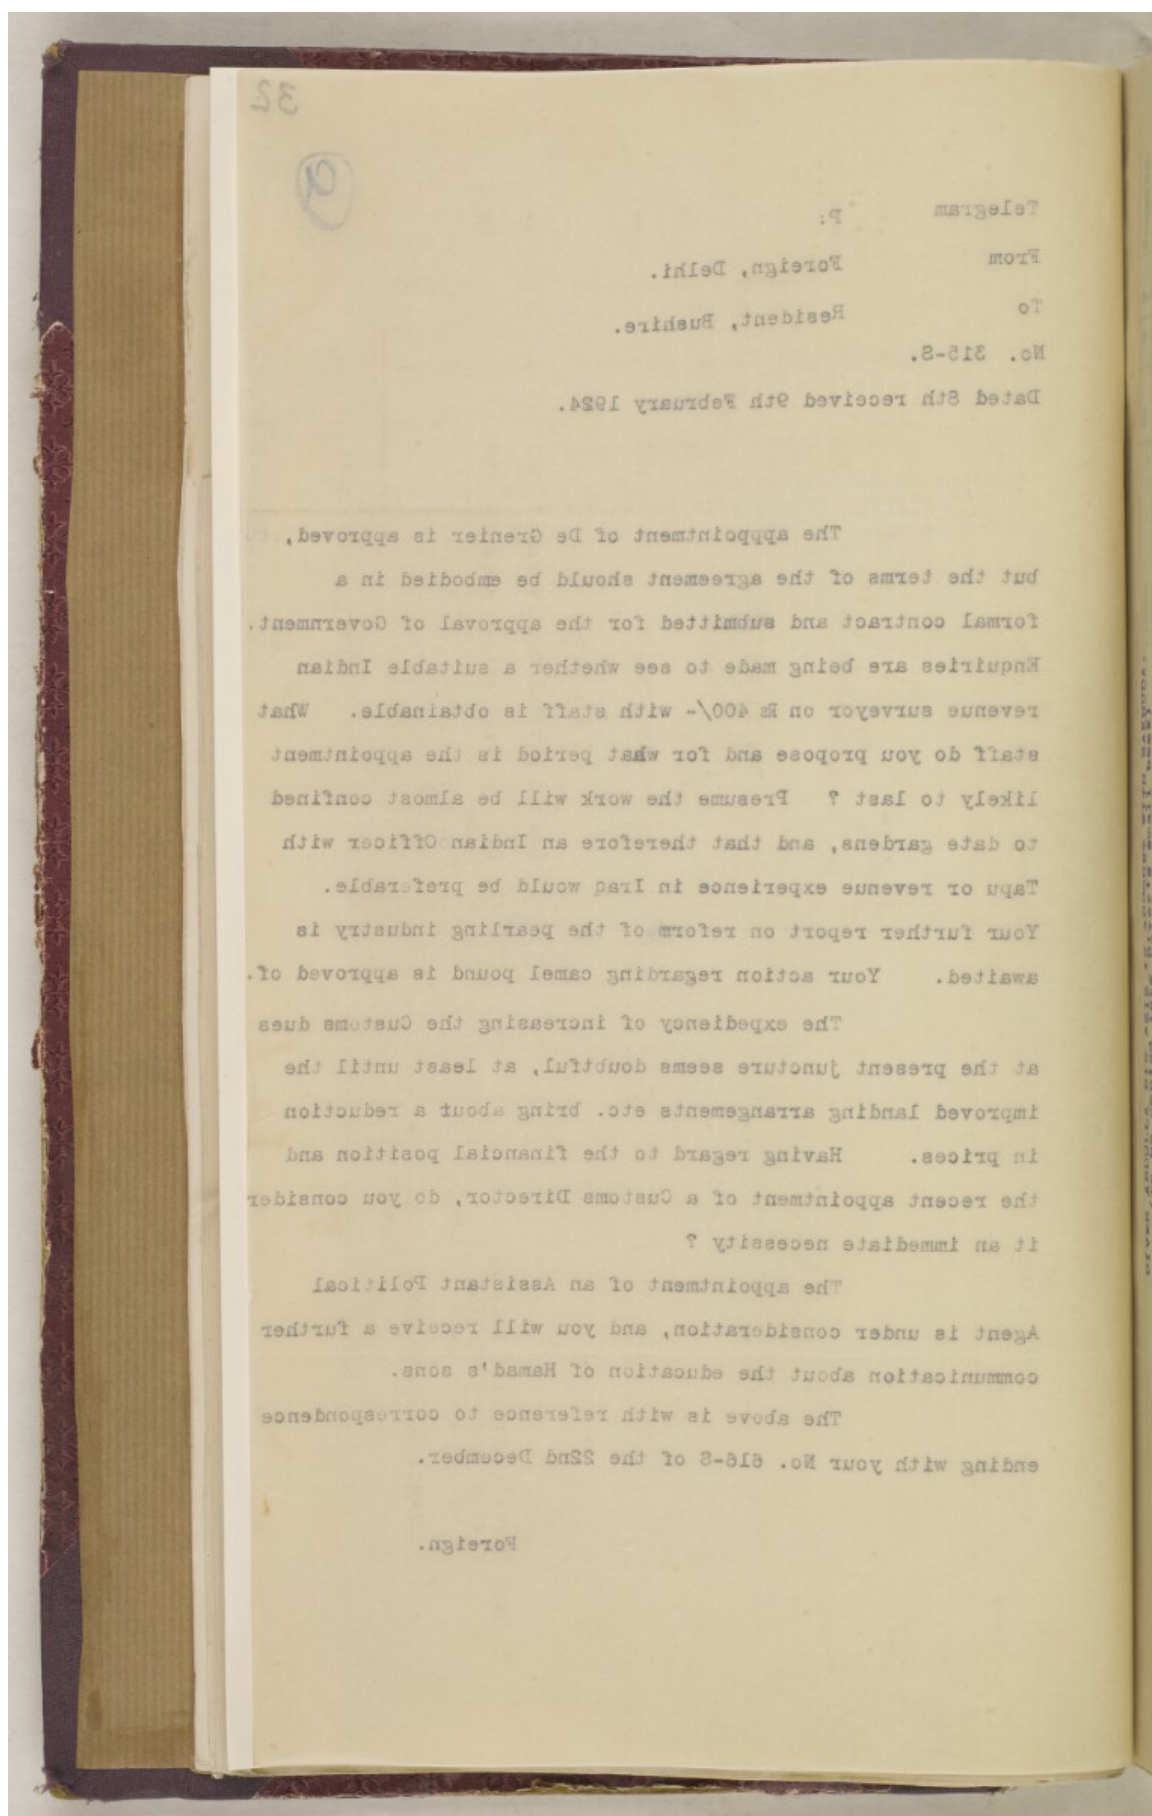 32
9
Telegram P:
From Foreign, Delhi.
To Resident, Bushire.
No. 315-S.
Dated 8th received 9th February 1924.
The appointment of De Grenier is approved,
but the terms of the agreement should be embodied in a
formal contract and submitted for the approval of Government.
Enquiries are being made to see whether a suitable Indian
revenue surveyor on Rs 400/- with staff is obtainable. What
staff do you propose and for what period is the appointment
likely to last ? Presume the work will be almost confined
to date gardens, and that therefore an Indian Officer with
Tapu or revenue experience in Iraq would be preferable.
Your further report on reform of the pearling industry is
awaited. Your action regarding camel pound is approved of.
The expediency of increasing the Customs dues
at the present juncture seems doubtful, at least until the
improved landing arrangements etc. bring about a reduction
in prices. Having regard to the financial position and
the recent appointment of a Customs Director, do you consider
it an immediate necessity ?
The appointment of an Assistant Political
Agent is under consideration, and you will receive a further
communication about the education of Hamad's sons.
The above is with reference to correspondence
ending with your No. 616-S of the 22nd December.
Foreign.